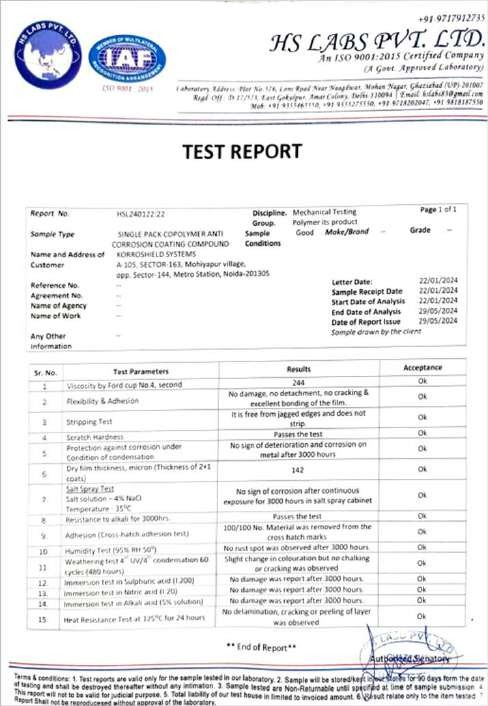 +91-9717912735
HS LABS PVT. LTD.
HS LABS PVT. LTD.
MEMBER OF MULTILATERAL
IAF
RECOGNITION ARRANGEMENT
ISO 9001 : 2015
An ISO 9001:2015 Certified Company
(A Govt. Approved Laboratory)
Laboratory Address: Plot No. 526, Loni Road Near Nangdwar, Mohan Nagar, Ghaziabad (UP) 201007
Regd. Off. : D-17/573, East Gokulpur, Amar Colony, Delhi 110094 | Email:
Mob: +91 +91 9355275550, +91 9718202047, +91 9818187550
TEST REPORT
Report No. HSL240122:22 Discipline. Mechanical Testing Page 1 of 1
Group. Polymer its product
Sample Type SINGLE PACK COPOLYMER ANTI CORROSION COATING COMPOUND Sample Conditions Good Make/Brand -- Grade --
Name and Address of Customer KORROSHIELD SYSTEMS
A-105, SECTOR-163, Mohiyapur village,
opp. Sector-144, Metro Station, Noida-201305
Reference No. --
Agreement No. --
Name of Agency --
Name of Work --
Any Other Information --
Letter Date: 22/01/2024
Sample Receipt Date 22/01/2024
Start Date of Analysis 22/01/2024
End Date of Analysis 29/05/2024
Date of Report Issue 29/05/2024
Sample drawn by the client
Sr. No. Test Parameters Results Acceptance
1 Viscosity by Ford cup No.4, second 244 Ok
2 Flexibility & Adhesion No damage, no detachment, no cracking & excellent bonding of the film. Ok
3 Stripping Test It is free from jagged edges and does not strip. Ok
4 Scratch Hardness Passes the test Ok
5 Protection against corrosion under Condition of condensation No sign of deterioration and corrosion on metal after 3000 hours Ok
6 Dry film thickness, micron (Thickness of 2+1 coats) 142 Ok
7 Salt Spray Test
Salt solution – 4% NaCl
Temperature : 35°C No sign of corrosion after continuous exposure for 3000 hours in salt spray cabinet Ok
8 Resistance to alkali for 3000hrs. Passes the test Ok
9 Adhesion (Cross-hatch adhesion test) 100/100 No. Material was removed from the cross hatch marks Ok
10 Humidity Test (95% RH 50°) No rust spot was observed after 3000 hours. Ok
11 Weathering test 4° UV/4° condensation 60 cycles (480 hours) Slight change in colouration but no chalking or cracking was observed Ok
12 Immersion test in Sulphuric acid (1.200) No damage was report after 3000 hours. Ok
13. Immersion test in Nitric acid (1.20) No damage was report after 3000 hours. Ok
14. Immersion test in Alkali acid (5% solution) No damage was report after 3000 hours. Ok
15. Heat Resistance Test at 125°C for 24 hours No delamination, cracking or peeling of layer was observed Ok
** End of Report**
LABS PVT LTD
Authorized Signatory
Terms & conditions: 1. Test reports are valid only for the sample tested in our laboratory. 2. Sample will be stored/kept in our stores for 90 days form the date
of testing and shall be destroyed thereafter without any intimation. 3. Sample tested are Non-Returnable until specified at time of sample submission 4.
This report will not to be valid for judicial purpose. 5. Total liability of our test house in limited to invoiced amount. 6. Result relate only to the item tested
Report Shall not be reproduced without approval of the laboratory.